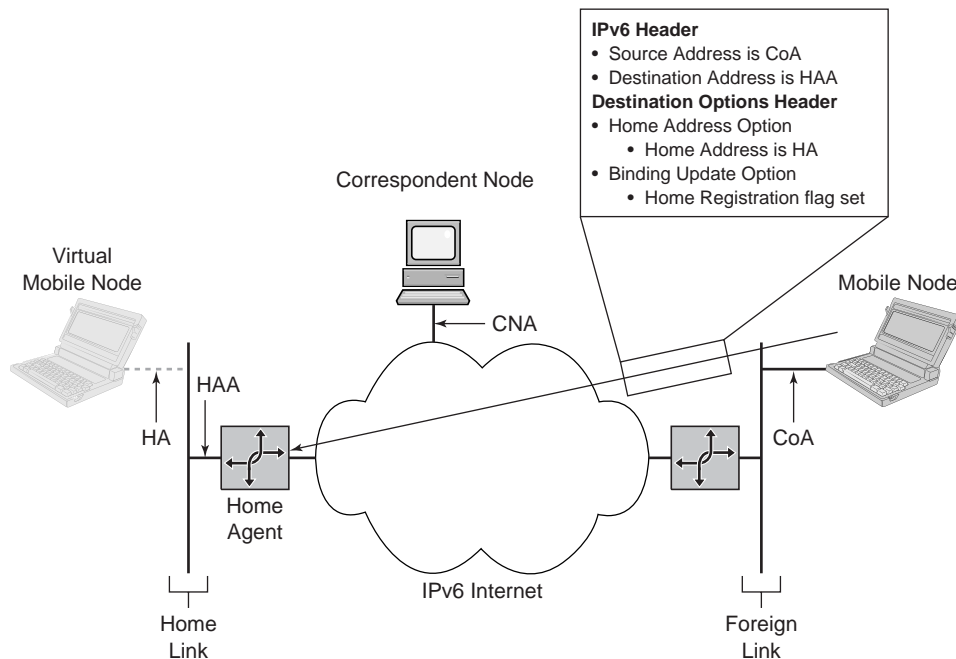 IPv6 Header
• Source Address is CoA
• Destination Address is HAA
Destination Options Header
• Home Address Option
• Home Address is HA
• Binding Update Option
• Home Registration flag set
Correspondent Node
Virtual
Mobile Node
Mobile Node
CNA
HAA
HA
CoA
Home
Agent
IPv6 Internet
Home
Link
Foreign
Link